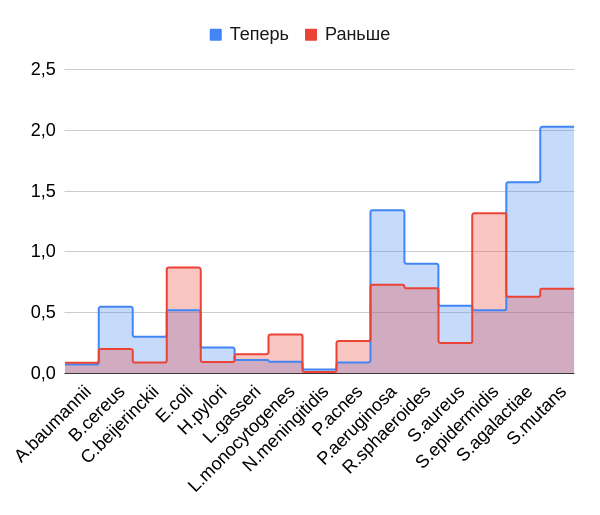 Теперь Раньше
2,5
2,0
1,5
1,0
0,5
0,0
A.baumannii
B.cereus
C.beijerinckii
E.coli
H.pylori
L.gasseri
L.monocytogenes
N.meningitidis
P.acnes
P.aeruginosa
R.sphaeroides
S.aureus
S.epidermidis
S.agalactiae
S.mutans